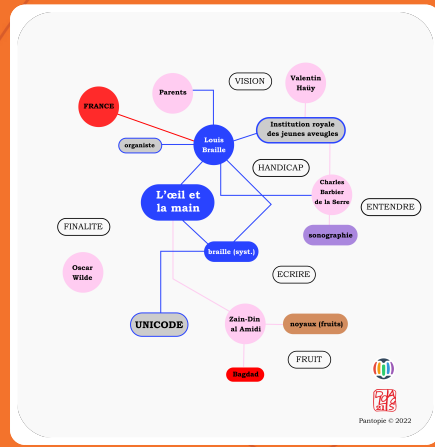 VISION
Valentin
Haüy
Parents
FRANCE
Institution royale
des jeunes aveugles
organiste
Louis
Braille
HANDICAP
Charles
Barbier
de la Serre
L'œil et
la main
ENTENDRE
FINALITE
sonographie
braille (syst.)
Oscar
Wilde
ECRIRE
UNICODE
Zain-Din
al Amidi
noyaux (fruits)
FRUIT
Bagdad
Pantopie © 2022